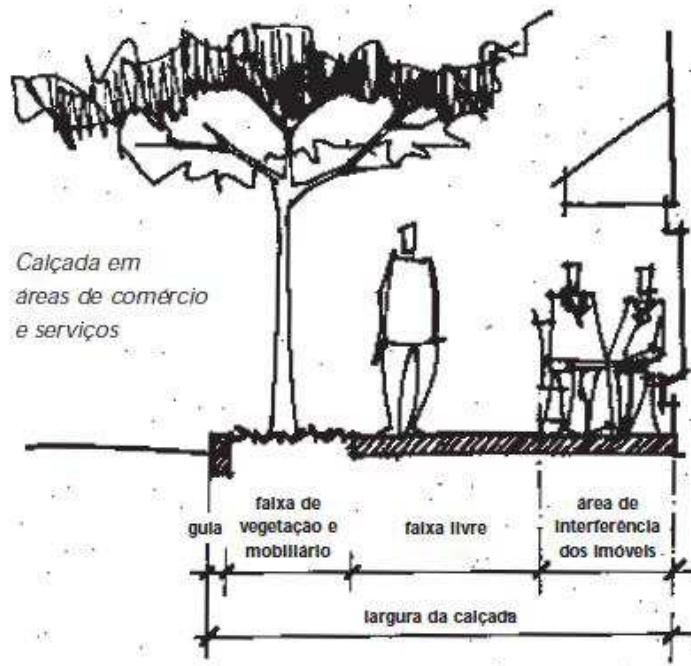 Calçada em
áreas de comércio
e serviços
guia
faixa de
vegetação e
mobiliário
faixa livre
área de
interferência
dos imóveis
largura da calçada